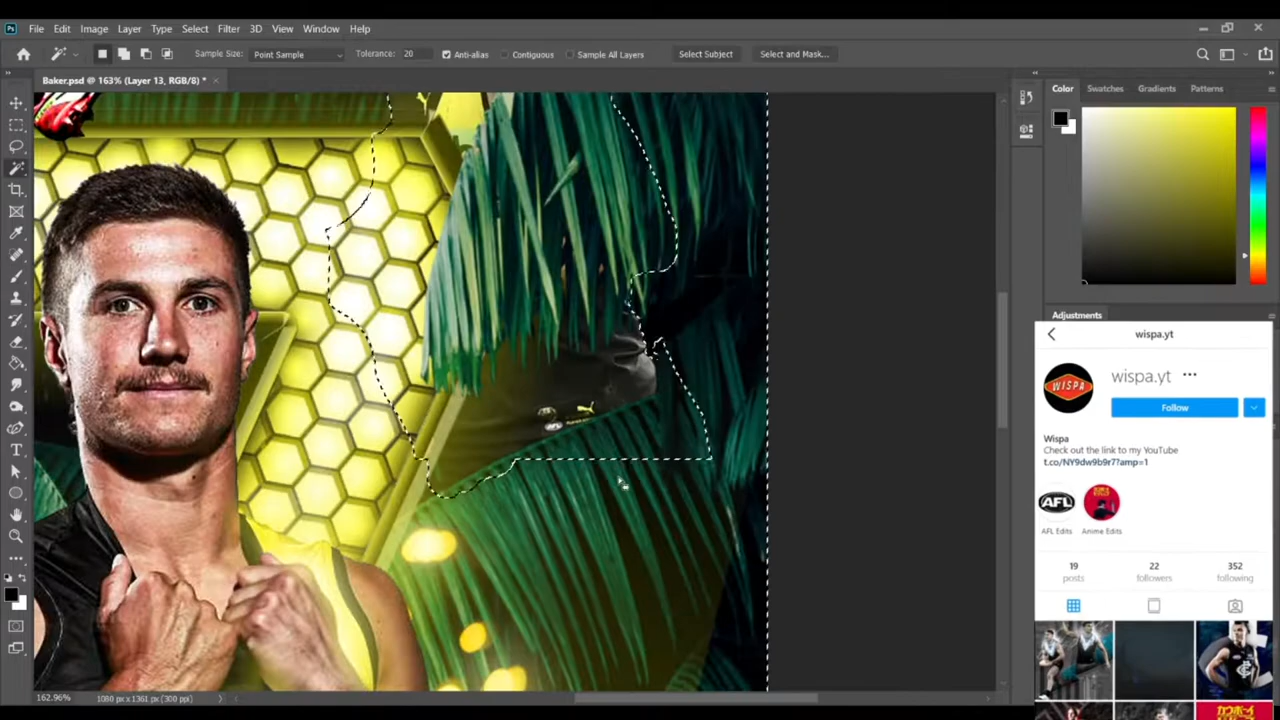 Ps File Edit Image Layer Type Select Filter 3D View Window Help
Sample Size: Point Sample Tolerance: 20 Anti-alias Contiguous Sample All Layers Select Subject Select and Mask...
Baker.psd @ 163% (Layer 13, RGB/8) *
Color Swatches Gradients Patterns
Adjustments
wispa.yt
WISPA
wispa.yt
Follow
Wispa
Check out the link to my YouTube
t.co/NY9dw9b9r7?amp=1
AFL
AFL Edits Anime Edits
19 22 352
posts followers following
162.96% 1080 px x 1361 px (300 ppi)